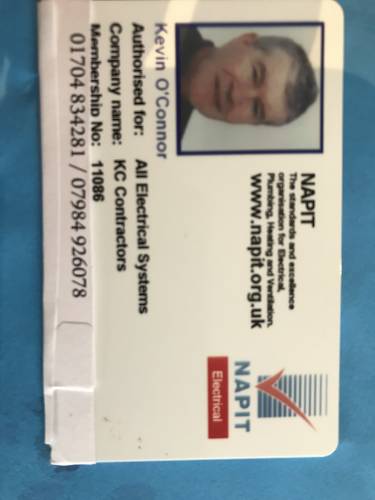 NAPIT
The standards and excellence
organisation for Electrical,
Plumbing, Heating and Ventilation.
www.napit.org.uk
NAPIT
Electrical
Kevin O'Connor
Authorised for: All Electrical Systems
Company name: KC Contractors
Membership No: 11086
01704 834281 / 07984 926078